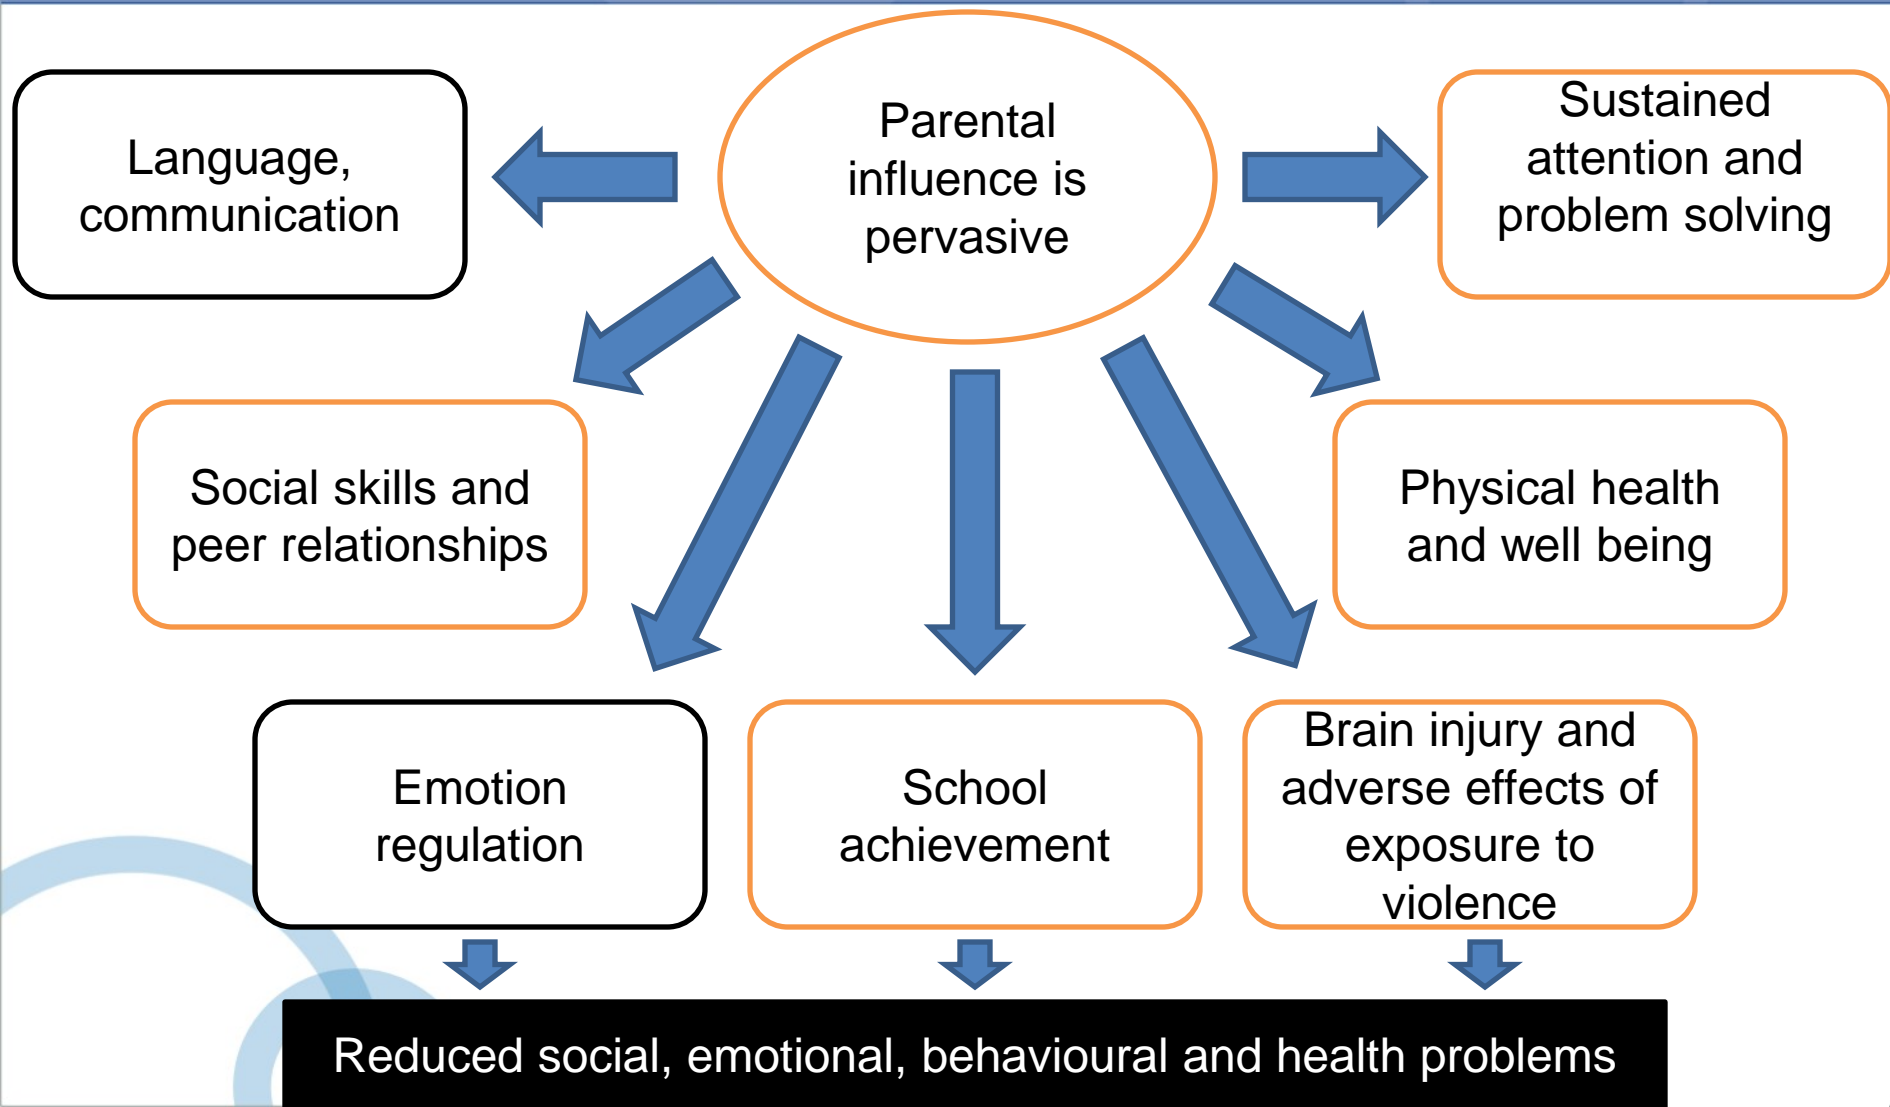 Parental
influence is
pervasive
Language,
communication
Sustained
attention and
problem solving
Social skills and
peer relationships
Physical health
and well being
Emotion
regulation
School
achievement
Brain injury and
adverse effects of
exposure to
violence
Reduced social, emotional, behavioural and health problems